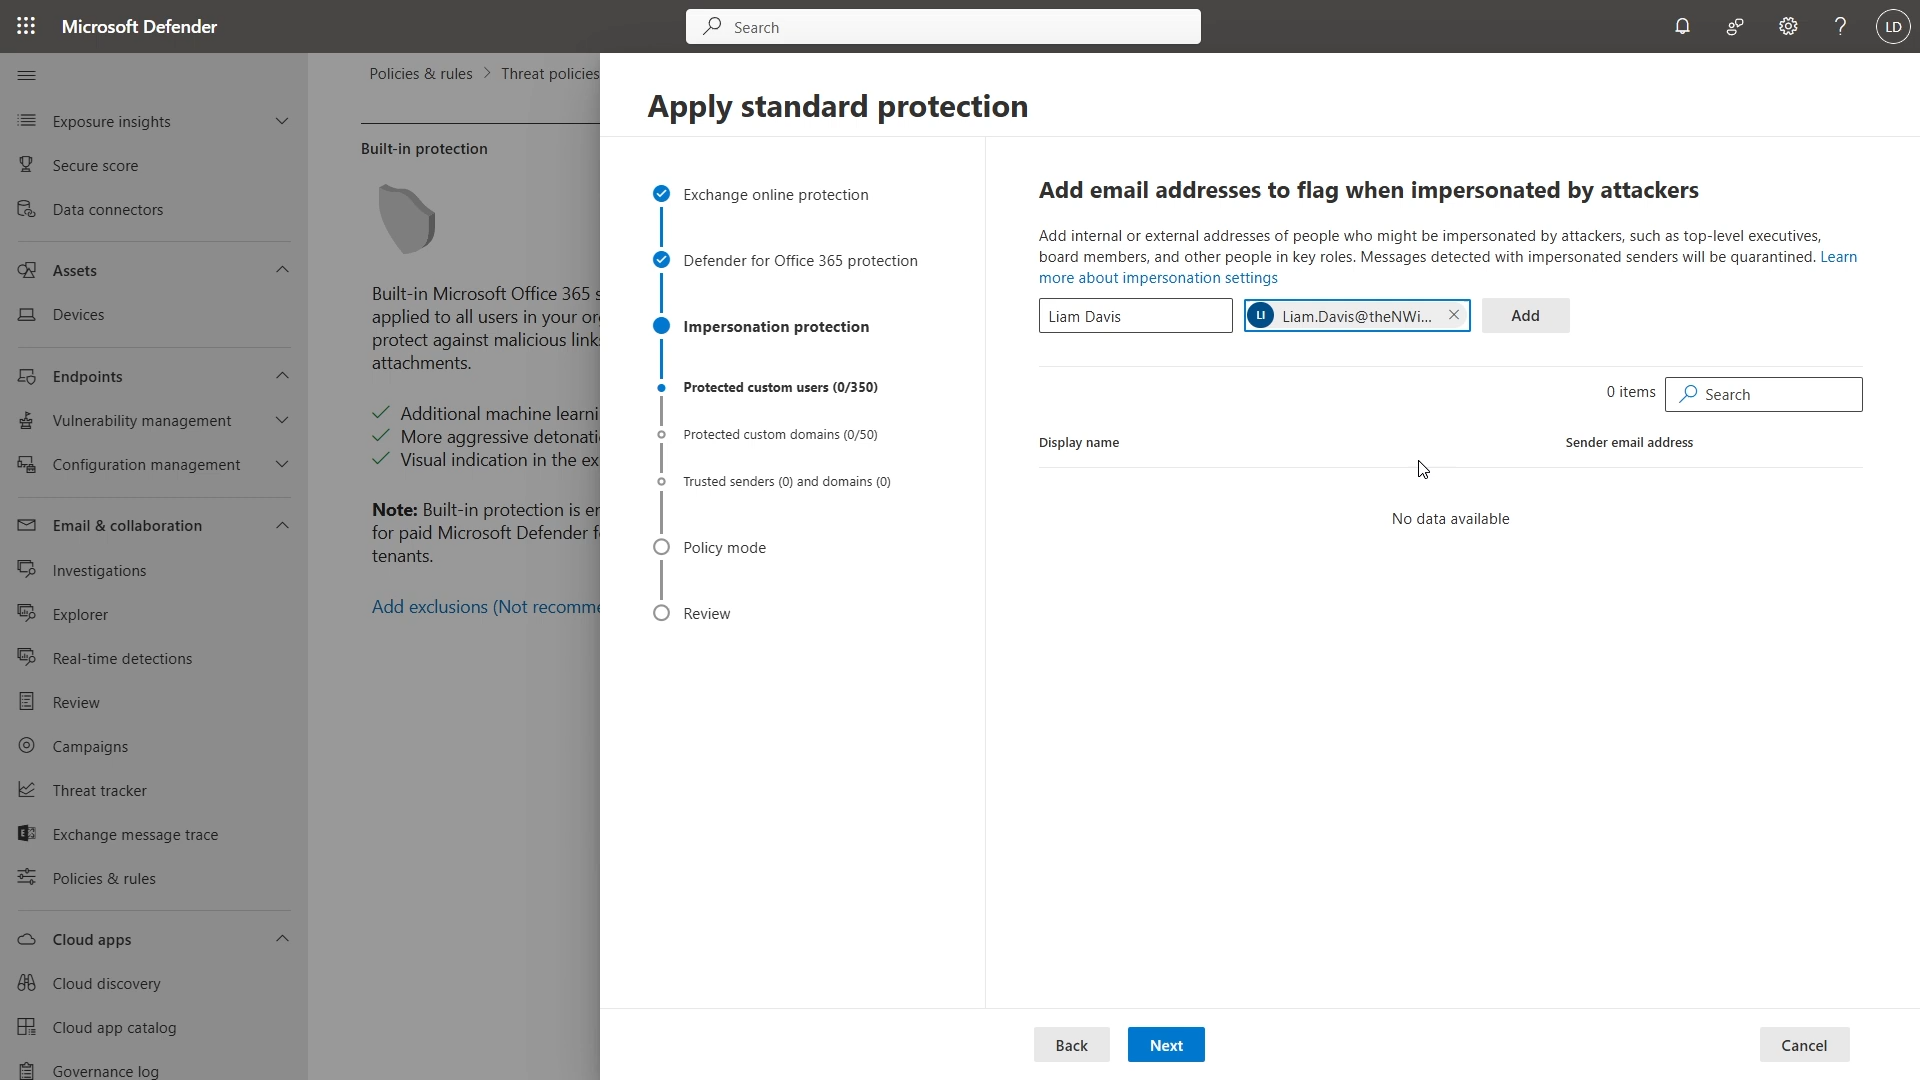 Microsoft Defender
Search
LD
Exposure insights
Secure score
Data connectors
Assets
Devices
Endpoints
Vulnerability management
Configuration management
Email & collaboration
Investigations
Explorer
Real-time detections
Review
Campaigns
Threat tracker
Exchange message trace
Policies & rules
Cloud apps
Cloud discovery
Cloud app catalog
Governance log
Policies & rules > Threat policies
Built-in protection
Built-in Microsoft Office 365 s
applied to all users in your or
protect against malicious link
attachments.
Additional machine learni
More aggressive detonati
Visual indication in the ex
Note: Built-in protection is e
for paid Microsoft Defender f
tenants.
Add exclusions (Not recomme
Apply standard protection
Exchange online protection
Defender for Office 365 protection
Impersonation protection
Protected custom users (0/350)
Protected custom domains (0/50)
Trusted senders (0) and domains (0)
Policy mode
Review
Add email addresses to flag when impersonated by attackers
Add internal or external addresses of people who might be impersonated by attackers, such as top-level executives,
board members, and other people in key roles. Messages detected with impersonated senders will be quarantined. Learn
more about impersonation settings
Liam Davis
LI Liam.Davis@theNWi...
Add
0 items
Search
Display name
Sender email address
No data available
Back
Next
Cancel